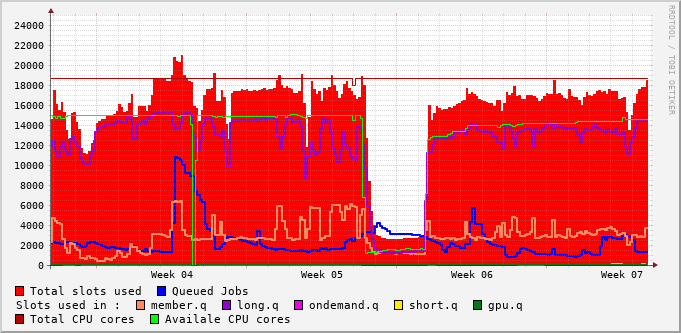 24000
22000
20000
18000
16000
14000
12000
10000
8000
6000
4000
2000
0
Week 04 Week 05 Week 06 Week 07
Total slots used Queued Jobs
Slots used in : member.q long.q ondemand.q short.q gpu.q
Total CPU cores Availale CPU cores
RRDTOOL / TOBI OETIKER